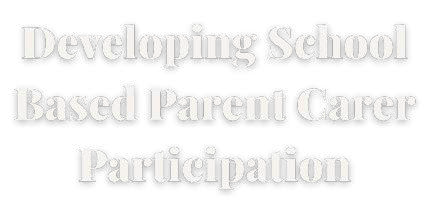 Developing School
Based Parent Carer
Participation